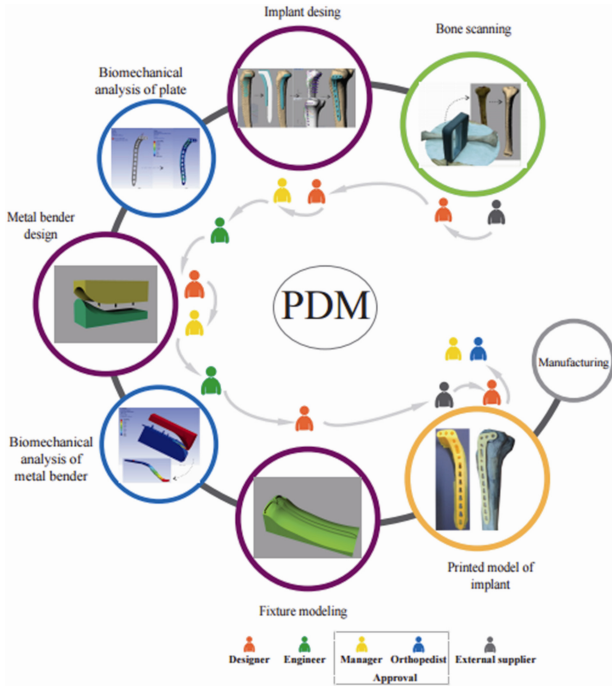 Implant desing
Bone scanning
Biomechanical
analysis of plate
Metal bender
design
PDM
Manufacturing
Biomechanical
analysis of
metal bender
Printed model of
implant
Fixture modeling
Designer
Engineer
Manager
Orthopedist
External supplier
Approval